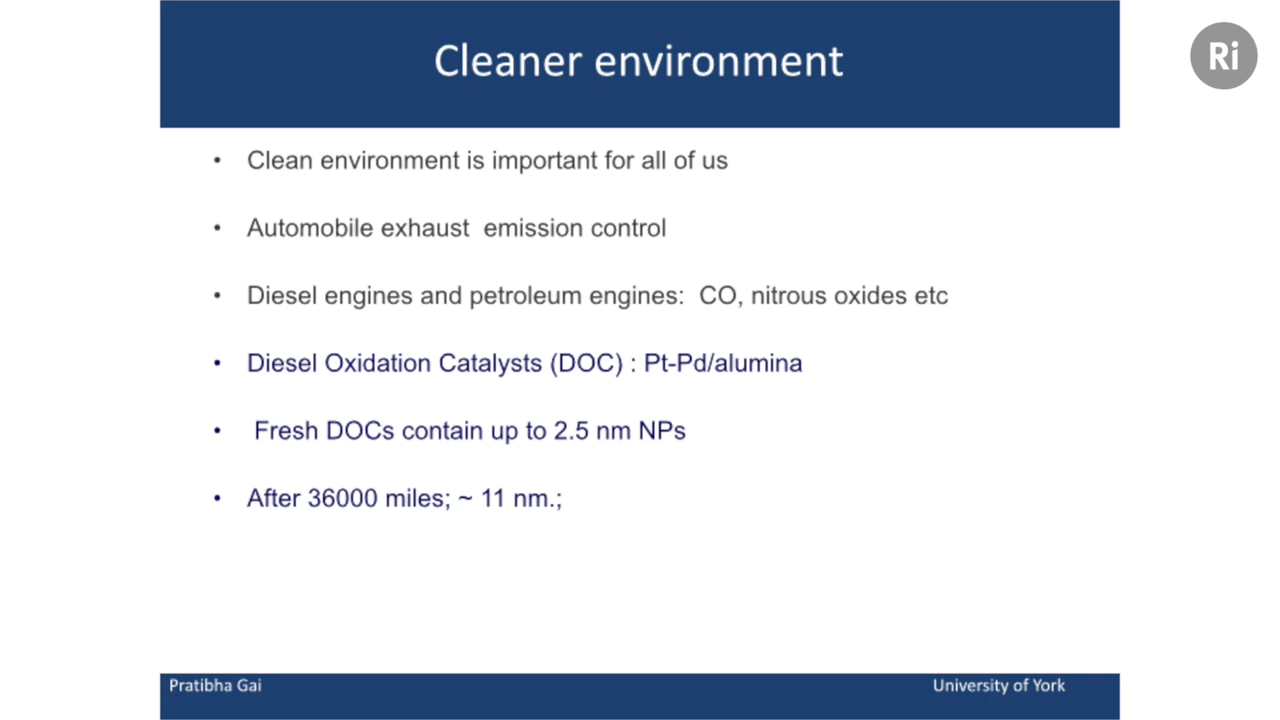 Cleaner environment
Ri
• Clean environment is important for all of us
• Automobile exhaust  emission control
• Diesel engines and petroleum engines:  CO, nitrous oxides etc
• Diesel Oxidation Catalysts (DOC) : Pt-Pd/alumina
•  Fresh DOCs contain up to 2.5 nm NPs
• After 36000 miles; ~ 11 nm.;
Pratibha Gai
University of York